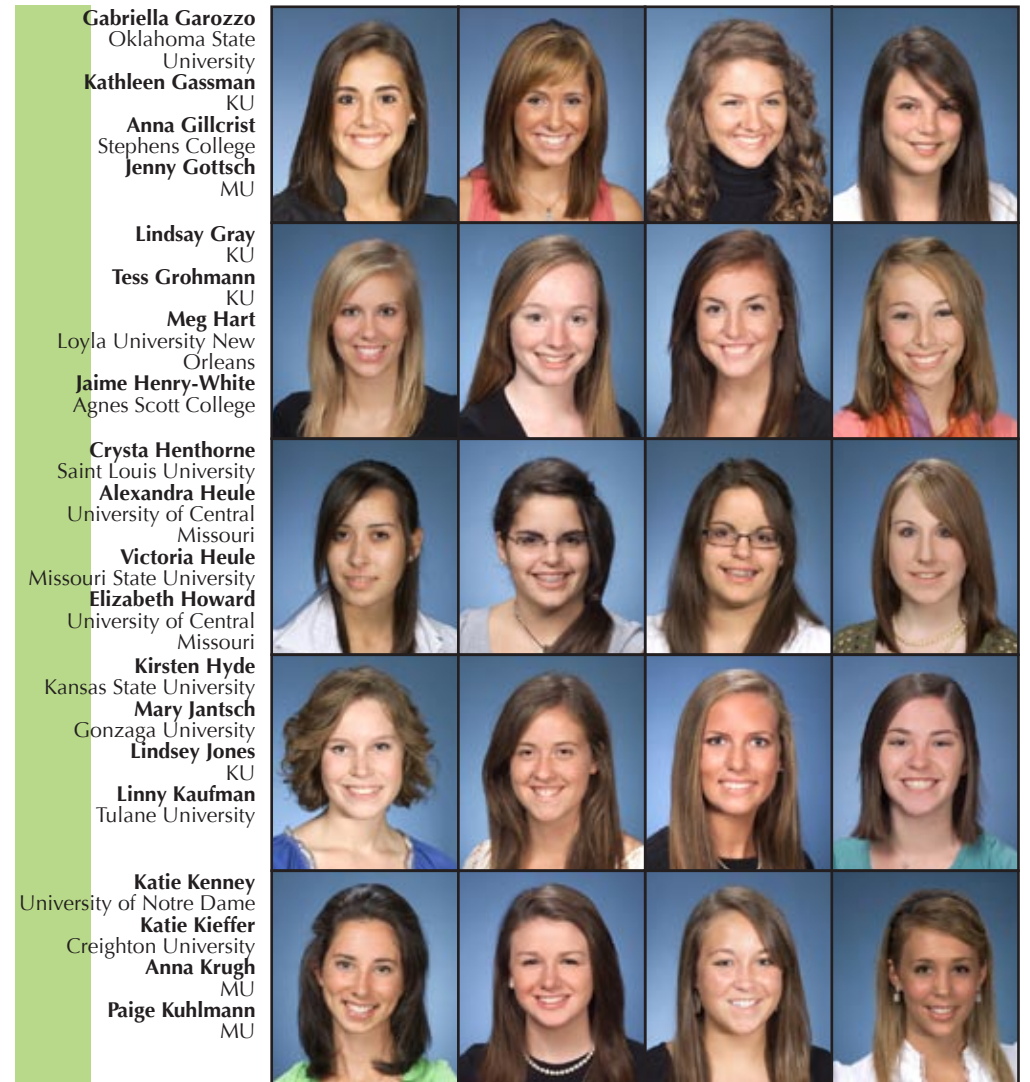 Gabriella Garozzo
Oklahoma State
University
Kathleen Gassman
KU
Anna Gillcrist
Stephens College
Jenny Gottsch
MU
Lindsay Gray
KU
Tess Grohmann
KU
Meg Hart
Loyla University New
Orleans
Jaime Henry-White
Agnes Scott College
Crysta Henthorne
Saint Louis University
Alexandra Heule
University of Central
Missouri
Victoria Heule
Missouri State University
Elizabeth Howard
University of Central
Missouri
Kirsten Hyde
Kansas State University
Mary Jantsch
Gonzaga University
Lindsey Jones
KU
Linny Kaufman
Tulane University
Katie Kenney
University of Notre Dame
Katie Kieffer
Creighton University
Anna Krugh
MU
Paige Kuhlmann
MU